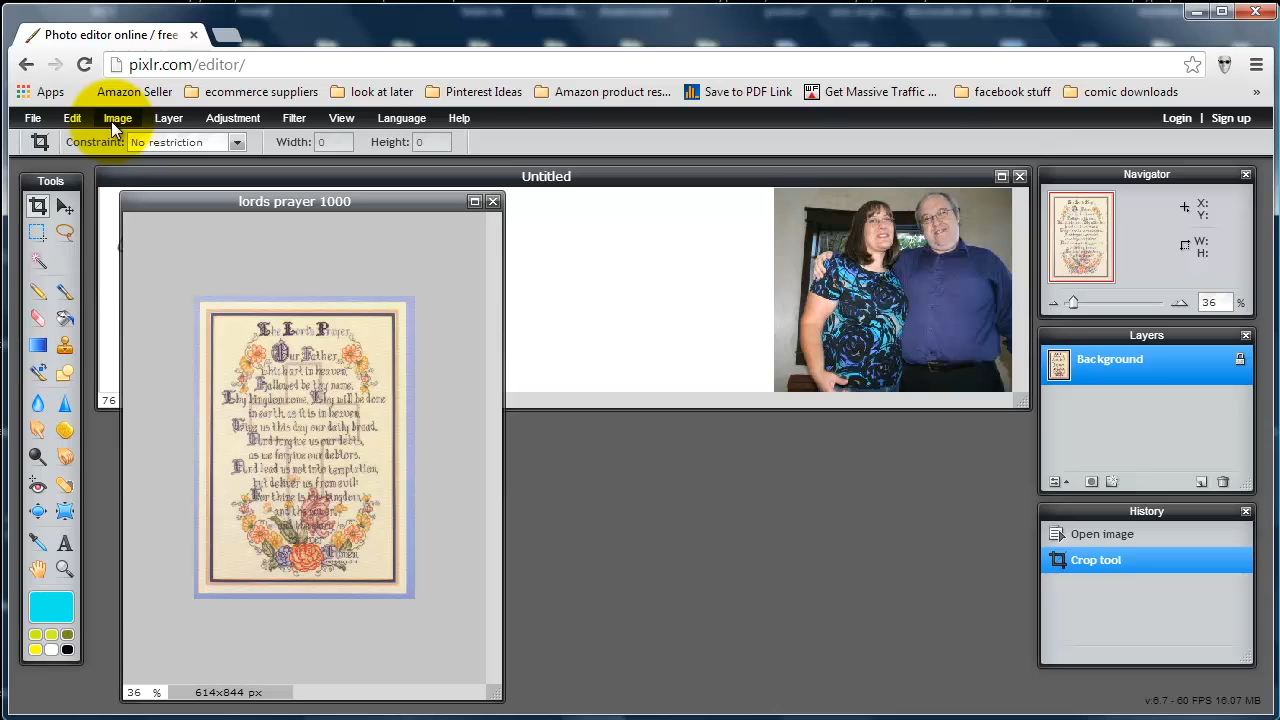 Photo editor online / free
pixlr.com/editor/
Apps Amazon Seller ecommerce suppliers look at later Pinterest Ideas Amazon product res... Save to PDF Link Get Massive Traffic ... facebook stuff comic downloads »
File Edit Image Layer Adjustment Filter View Language Help Login | Sign up
Constraint: No restriction Width: 0 Height: 0
Tools
Untitled
Navigator
lords prayer 1000
X:
Y:
W:
H:
36 %
Layers
Background
76
The Lord's Prayer
Our Father
which art in heaven,
Hallowed be thy name.
Thy kingdom come. Thy will be done
in earth, as it is in heaven.
Give us this day our daily bread.
And forgive us our debts,
as we forgive our debtors.
And lead us not into temptation,
but deliver us from evil:
For thine is the kingdom,
and the power,
and the glory,
Amen.
History
Open image
Crop tool
36 % 614x844 px
v:6.7 - 60 FPS 16.07 MB